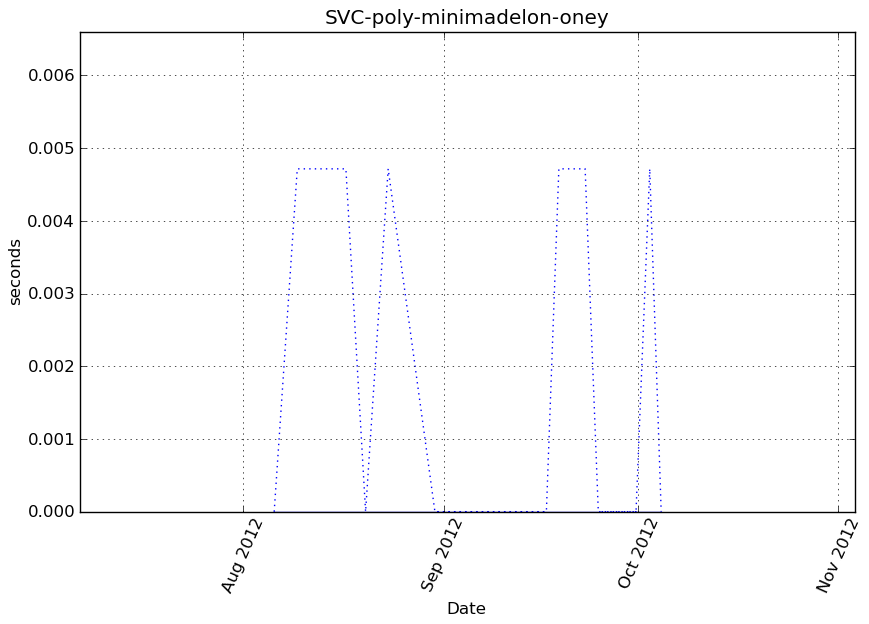 SVC-poly-minimadelon-oney
0.006
0.005
0.004
0.003
0.002
0.001
0.000
seconds
Aug 2012
Sep 2012
Oct 2012
Nov 2012
Date